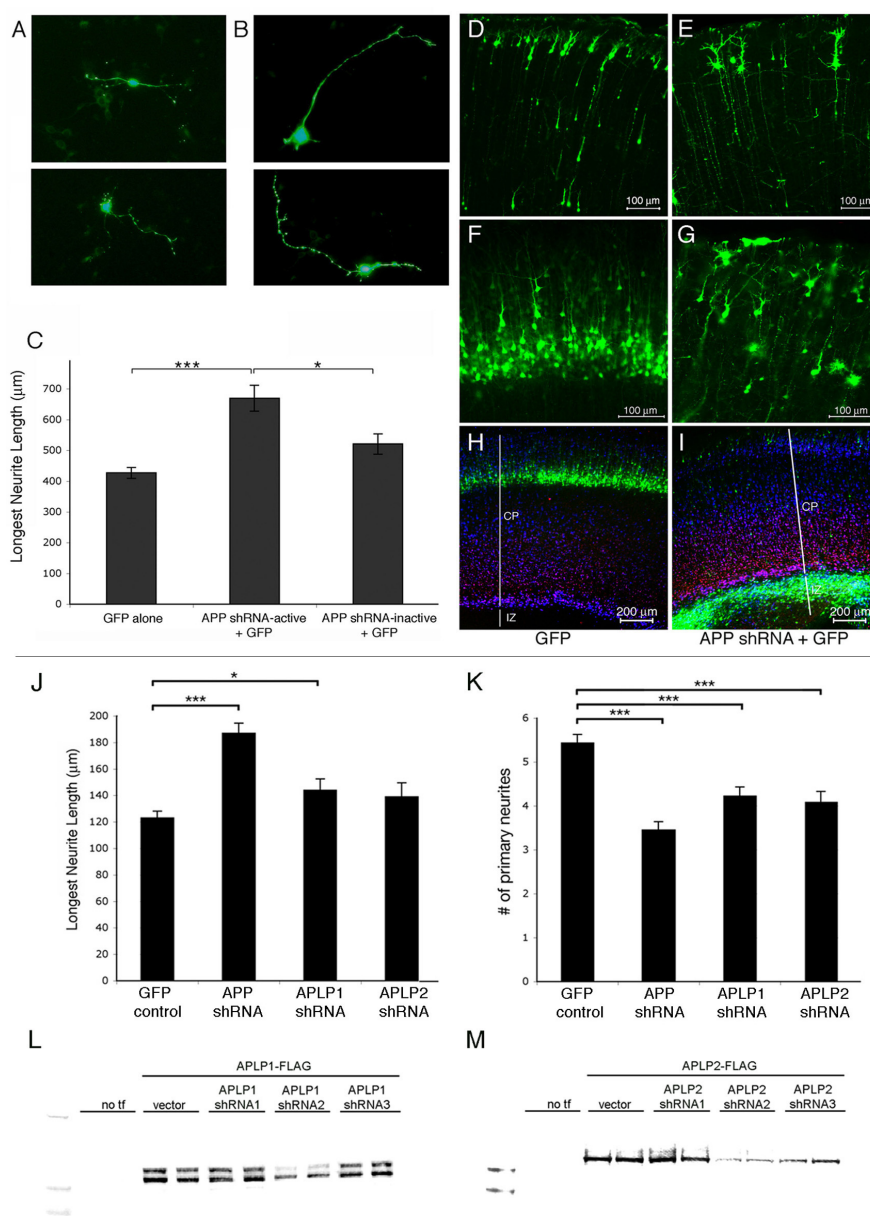 A
B
D
E
100 µm
100 µm
F
G
100 µm
100 µm
C
Longest Neurite Length (µm)
700
600
500
400
300
200
100
0
***
*
GFP alone
APP shRNA-active + GFP
APP shRNA-inactive + GFP
H
CP
IZ
200 µm
GFP
I
CP
IZ
200 µm
APP shRNA + GFP
J
Longest Neurite Length (µm)
200
180
160
140
120
100
80
60
40
20
0
***
*
GFP control
APP shRNA
APLP1 shRNA
APLP2 shRNA
K
# of primary neurites
6
5
4
3
2
1
0
***
***
***
GFP control
APP shRNA
APLP1 shRNA
APLP2 shRNA
L
APLP1-FLAG
no tf
vector
APLP1 shRNA1
APLP1 shRNA2
APLP1 shRNA3
M
APLP2-FLAG
no tf
vector
APLP2 shRNA1
APLP2 shRNA2
APLP2 shRNA3